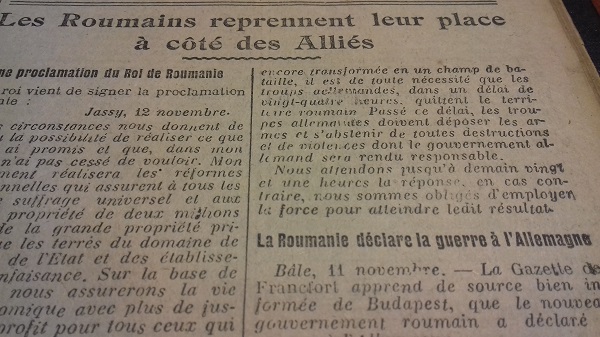 Les Roumains reprennent leur place
à côté des Alliés
ne proclamation du Roi de Roumanie
roi vient de signer la proclamation
nte :
Jassy, 12 novembre.
s circonstances nous donnent de
la possibilité de réaliser ce que
ai promis et que, dans mon
n'ai pas cessé de vouloir. Mon
ment réalisera les réformes
nnelles qui assurent à tous les
e suffrage universel et aux
propriété de deux millions
de la grande propriété pri-
ue les terrés du domaine de
de l'Etat et des établisse-
nfaisance. Sur la base de
nous assurerons la vie
omique avec plus de jus-
profit pour tous ceux qui
encore transformée en un champ de ba-
taille, il est de toute nécessité que les
troupes allemandes, dans un délai de
vingt-quatre heures, quittent le terri-
toire roumain Passé ce délai, les trou-
pes allemandes doivent déposer les ar-
mes et s'abstenir de toutes destructions
et de violences dont le gouvernement al-
lemand sera rendu responsable.
Nous attendons jusqu'à demain vingt
et une heures la réponse, en cas con-
traire, nous sommes obligés d'employer
la force pour atteindre ledit résultat.
La Roumanie déclare la guerre à l'Allemagne
Bâle, 11 novembre. — La Gazette de
Francfort apprend de source bien in
formée de Budapest, que le nouvea
gouvernement roumain a déclaré